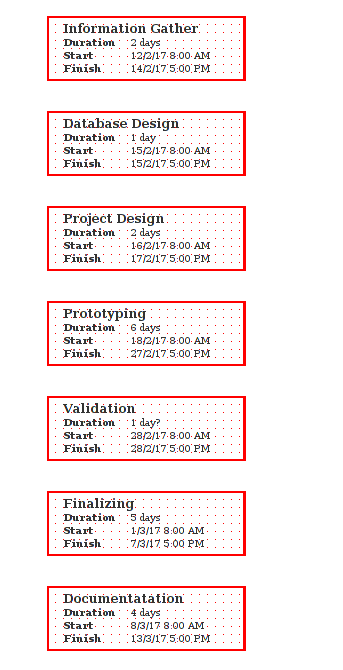 Information Gather
Duration 2 days
Start 12/2/17 8:00 AM
Finish 14/2/17 5:00 PM
Database Design
Duration 1 day
Start 15/2/17 8:00 AM
Finish 15/2/17 5:00 PM
Project Design
Duration 2 days
Start 16/2/17 8:00 AM
Finish 17/2/17 5:00 PM
Prototyping
Duration 6 days
Start 18/2/17 8:00 AM
Finish 27/2/17 5:00 PM
Validation
Duration 1 day?
Start 28/2/17 8:00 AM
Finish 28/2/17 5:00 PM
Finalizing
Duration 5 days
Start 1/3/17 8:00 AM
Finish 7/3/17 5:00 PM
Documentatation
Duration 4 days
Start 8/3/17 8:00 AM
Finish 13/3/17 5:00 PM